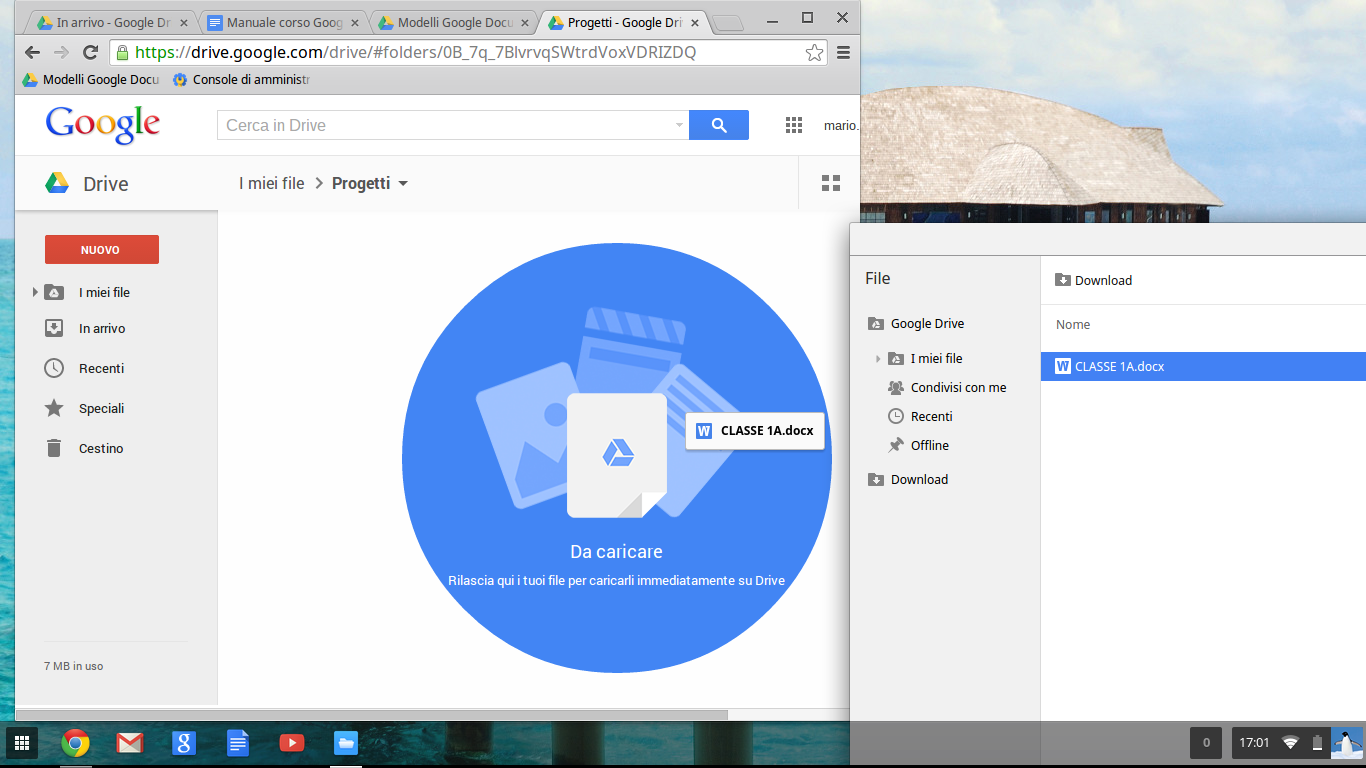 In arrivo - Google Dr
Manuale corso Goog
Modelli Google Docu
Progetti - Google Dri
https://drive.google.com/drive/#folders/0B_7q_7BlvrvqSWtrdVoxVDRIZDQ
Modelli Google Docu
Console di amministr
Google
Cerca in Drive
mario.
Drive
I miei file
Progetti
NUOVO
I miei file
In arrivo
Recenti
Speciali
Cestino
7 MB in uso
W CLASSE 1A.docx
Da caricare
Rilascia qui i tuoi file per caricarli immediatamente su Drive
File
Google Drive
I miei file
Condivisi con me
Recenti
Offline
Download
Download
Nome
W CLASSE 1A.docx
g
0
17:01